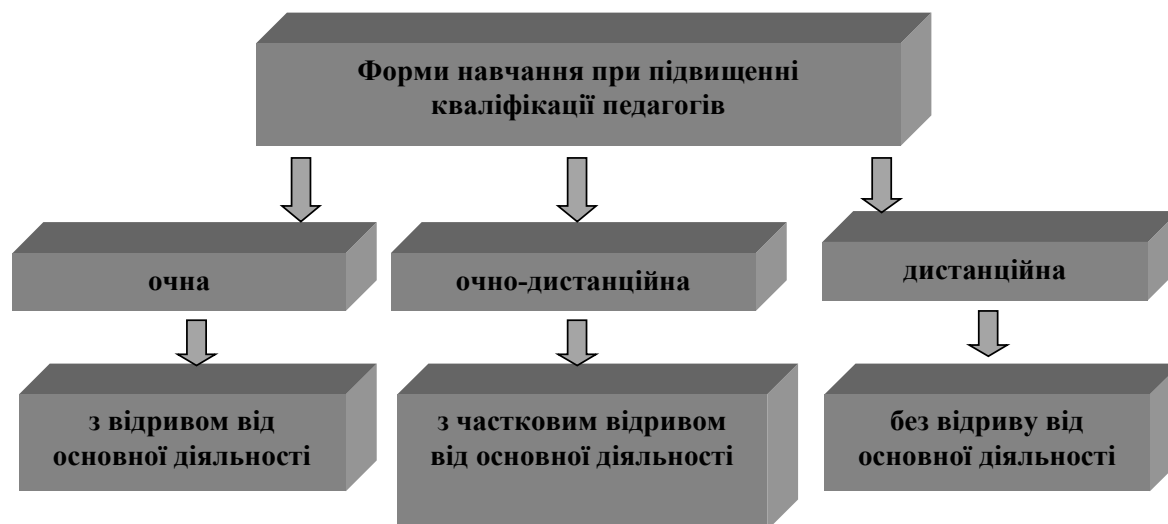 Форми навчання при підвищенні
кваліфікації педагогів
очна
очно-дистанційна
дистанційна
з відривом від
основної діяльності
з частковим відривом
від основної діяльності
без відриву від
основної діяльності